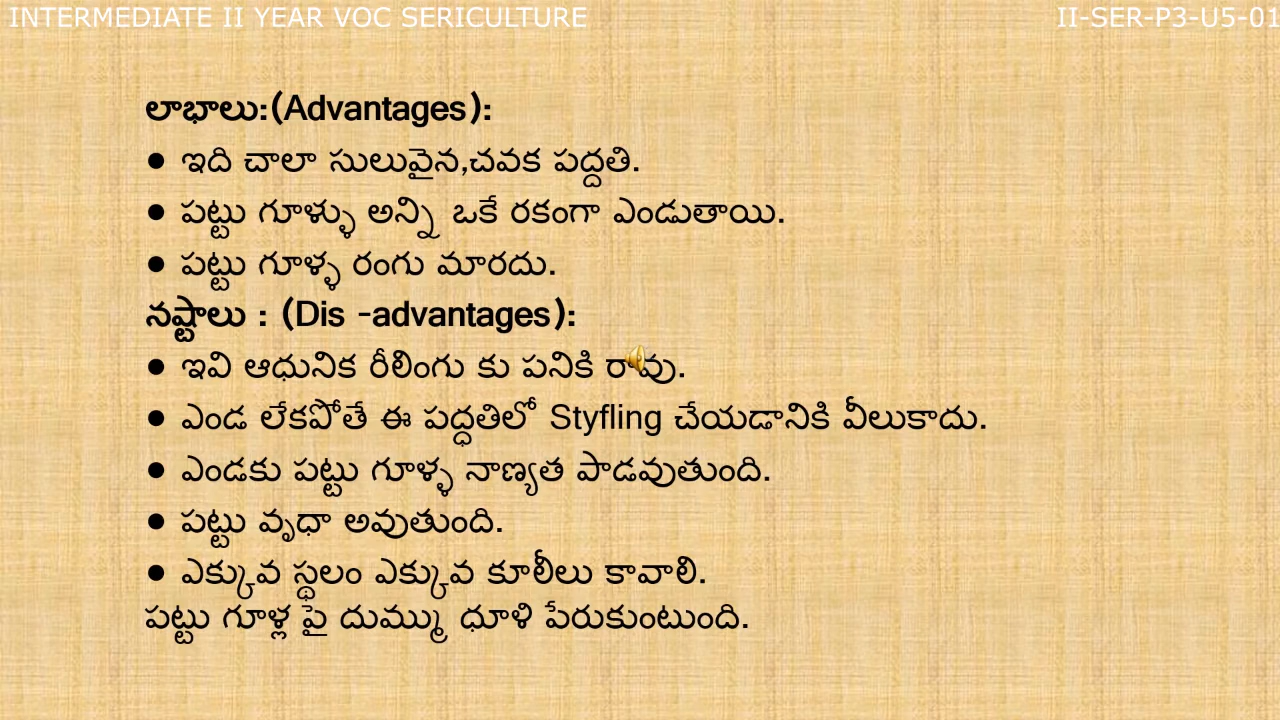 INTERMEDIATE II YEAR VOC SERICULTURE II-SER-P3-U5-01
లాభాలు:(Advantages):
● ఇది చాలా సులువైన,చవక పద్దతి.
● పట్టు గూళ్ళు అన్ని ఒకే రకంగా ఎండుతాయి.
● పట్టు గూళ్ళ రంగు మారదు.
నష్టాలు : (Dis -advantages):
● ఇవి ఆధునిక రీలింగు కు పనికి రావు.
● ఎండ లేకపోతే ఈ పద్ధతిలో Styfling చేయడానికి వీలుకాదు.
● ఎండకు పట్టు గూళ్ళ నాణ్యత పాడవుతుంది.
● పట్టు వృధా అవుతుంది.
● ఎక్కువ స్థలం ఎక్కువ కూలీలు కావాలి.
పట్టు గూళ్ల పై దుమ్ము ధూళి పేరుకుంటుంది.